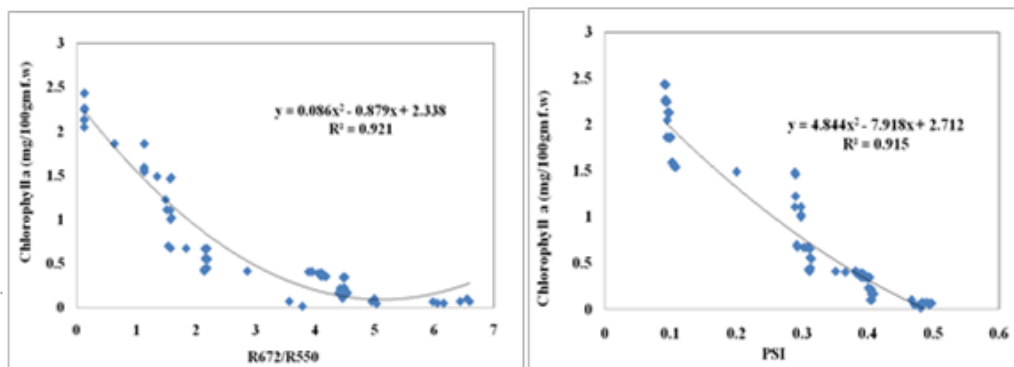 Chlorophyll a (mg/100gm f.w)
3
2.5
2
1.5
1
0.5
0
y = 0.086x² - 0.879x + 2.338
R² = 0.921
0 1 2 3 4 5 6 7
R672/R550
Chlorophyll a (mg/100gm f.w)
3
2.5
2
1.5
1
0.5
0
y = 4.844x² - 7.918x + 2.712
R² = 0.915
0 0.1 0.2 0.3 0.4 0.5 0.6
PSI